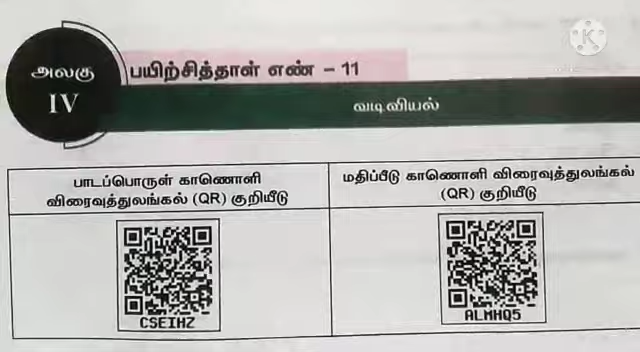 அலகு
IV
பயிற்சித்தாள் எண் – 11
வடிவியல்
பாடப்பொருள் காணொளி
விரைவுத்துலங்கல் (QR) குறியீடு
மதிப்பீடு காணொளி விரைவுத்துலங்கல்
(QR) குறியீடு
CSEIHZ
ALMHQ5
K